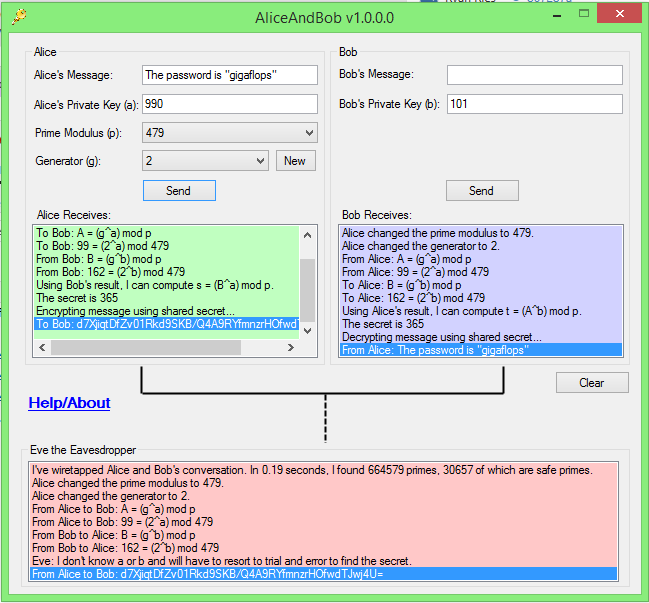 AliceAndBob v1.0.0.0
Alice
Alice's Message: The password is "gigaflops"
Alice's Private Key (a): 990
Prime Modulus (p): 479
Generator (g): 2 New
Send
Alice Receives:
To Bob: A = (g^a) mod p
To Bob: 99 = (2^a) mod 479
From Bob: B = (g^b) mod p
From Bob: 162 = (2^b) mod 479
Using Bob's result, I can compute s = (B^a) mod p.
The secret is 365
Encrypting message using shared secret...
To Bob: d7XjiqtDfZv01Rkd9SKB/Q4A9RYfmnzrHOfwdT
Bob
Bob's Message:
Bob's Private Key (b): 101
Send
Bob Receives:
Alice changed the prime modulus to 479.
Alice changed the generator to 2.
From Alice: A = (g^a) mod p
From Alice: 99 = (2^a) mod 479
To Alice: B = (g^b) mod p
To Alice: 162 = (2^b) mod 479
Using Alice's result, I can compute t = (A^b) mod p.
The secret is 365
Decrypting message using shared secret...
From Alice: The password is "gigaflops"
Clear
Help/About
Eve the Eavesdropper
I've wiretapped Alice and Bob's conversation. In 0.19 seconds, I found 664579 primes, 30657 of which are safe primes.
Alice changed the prime modulus to 479.
Alice changed the generator to 2.
From Alice to Bob: A = (g^a) mod p
From Alice to Bob: 99 = (2^a) mod 479
From Bob to Alice: B = (g^b) mod p
From Bob to Alice: 162 = (2^b) mod 479
Eve: I don't know a or b and will have to resort to trial and error to find the secret.
From Alice to Bob: d7XjiqtDfZv01Rkd9SKB/Q4A9RYfmnzrHOfwdTJwj4U=